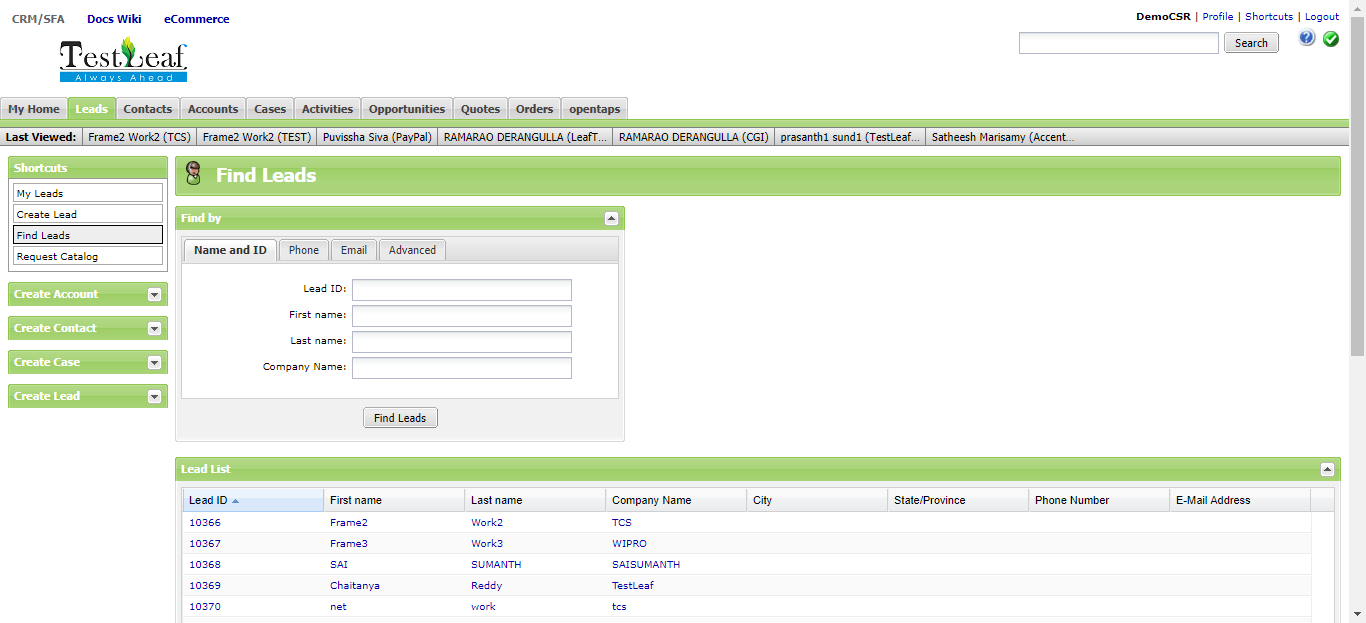 CRM/SFA Docs Wiki eCommerce
DemoCSR | Profile | Shortcuts | Logout
Search
TestLeaf
Always Ahead
My Home Leads Contacts Accounts Cases Activities Opportunities Quotes Orders opentaps
Last Viewed: Frame2 Work2 (TCS) Frame2 Work2 (TEST) Puvissha Siva (PayPal) RAMARAO DERANGULLA (LeafT... RAMARAO DERANGULLA (CGI) prasanth1 sund1 (TestLeaf... Satheesh Marisamy (Accent...
Shortcuts
My Leads
Create Lead
Find Leads
Request Catalog
Create Account
Create Contact
Create Case
Create Lead
Find Leads
Find by
Name and ID Phone Email Advanced
Lead ID:
First name:
Last name:
Company Name:
Find Leads
Lead List
Lead ID First name Last name Company Name City State/Province Phone Number E-Mail Address
10366 Frame2 Work2 TCS
10367 Frame3 Work3 WIPRO
10368 SAI SUMANTH SAISUMANTH
10369 Chaitanya Reddy TestLeaf
10370 net work tcs